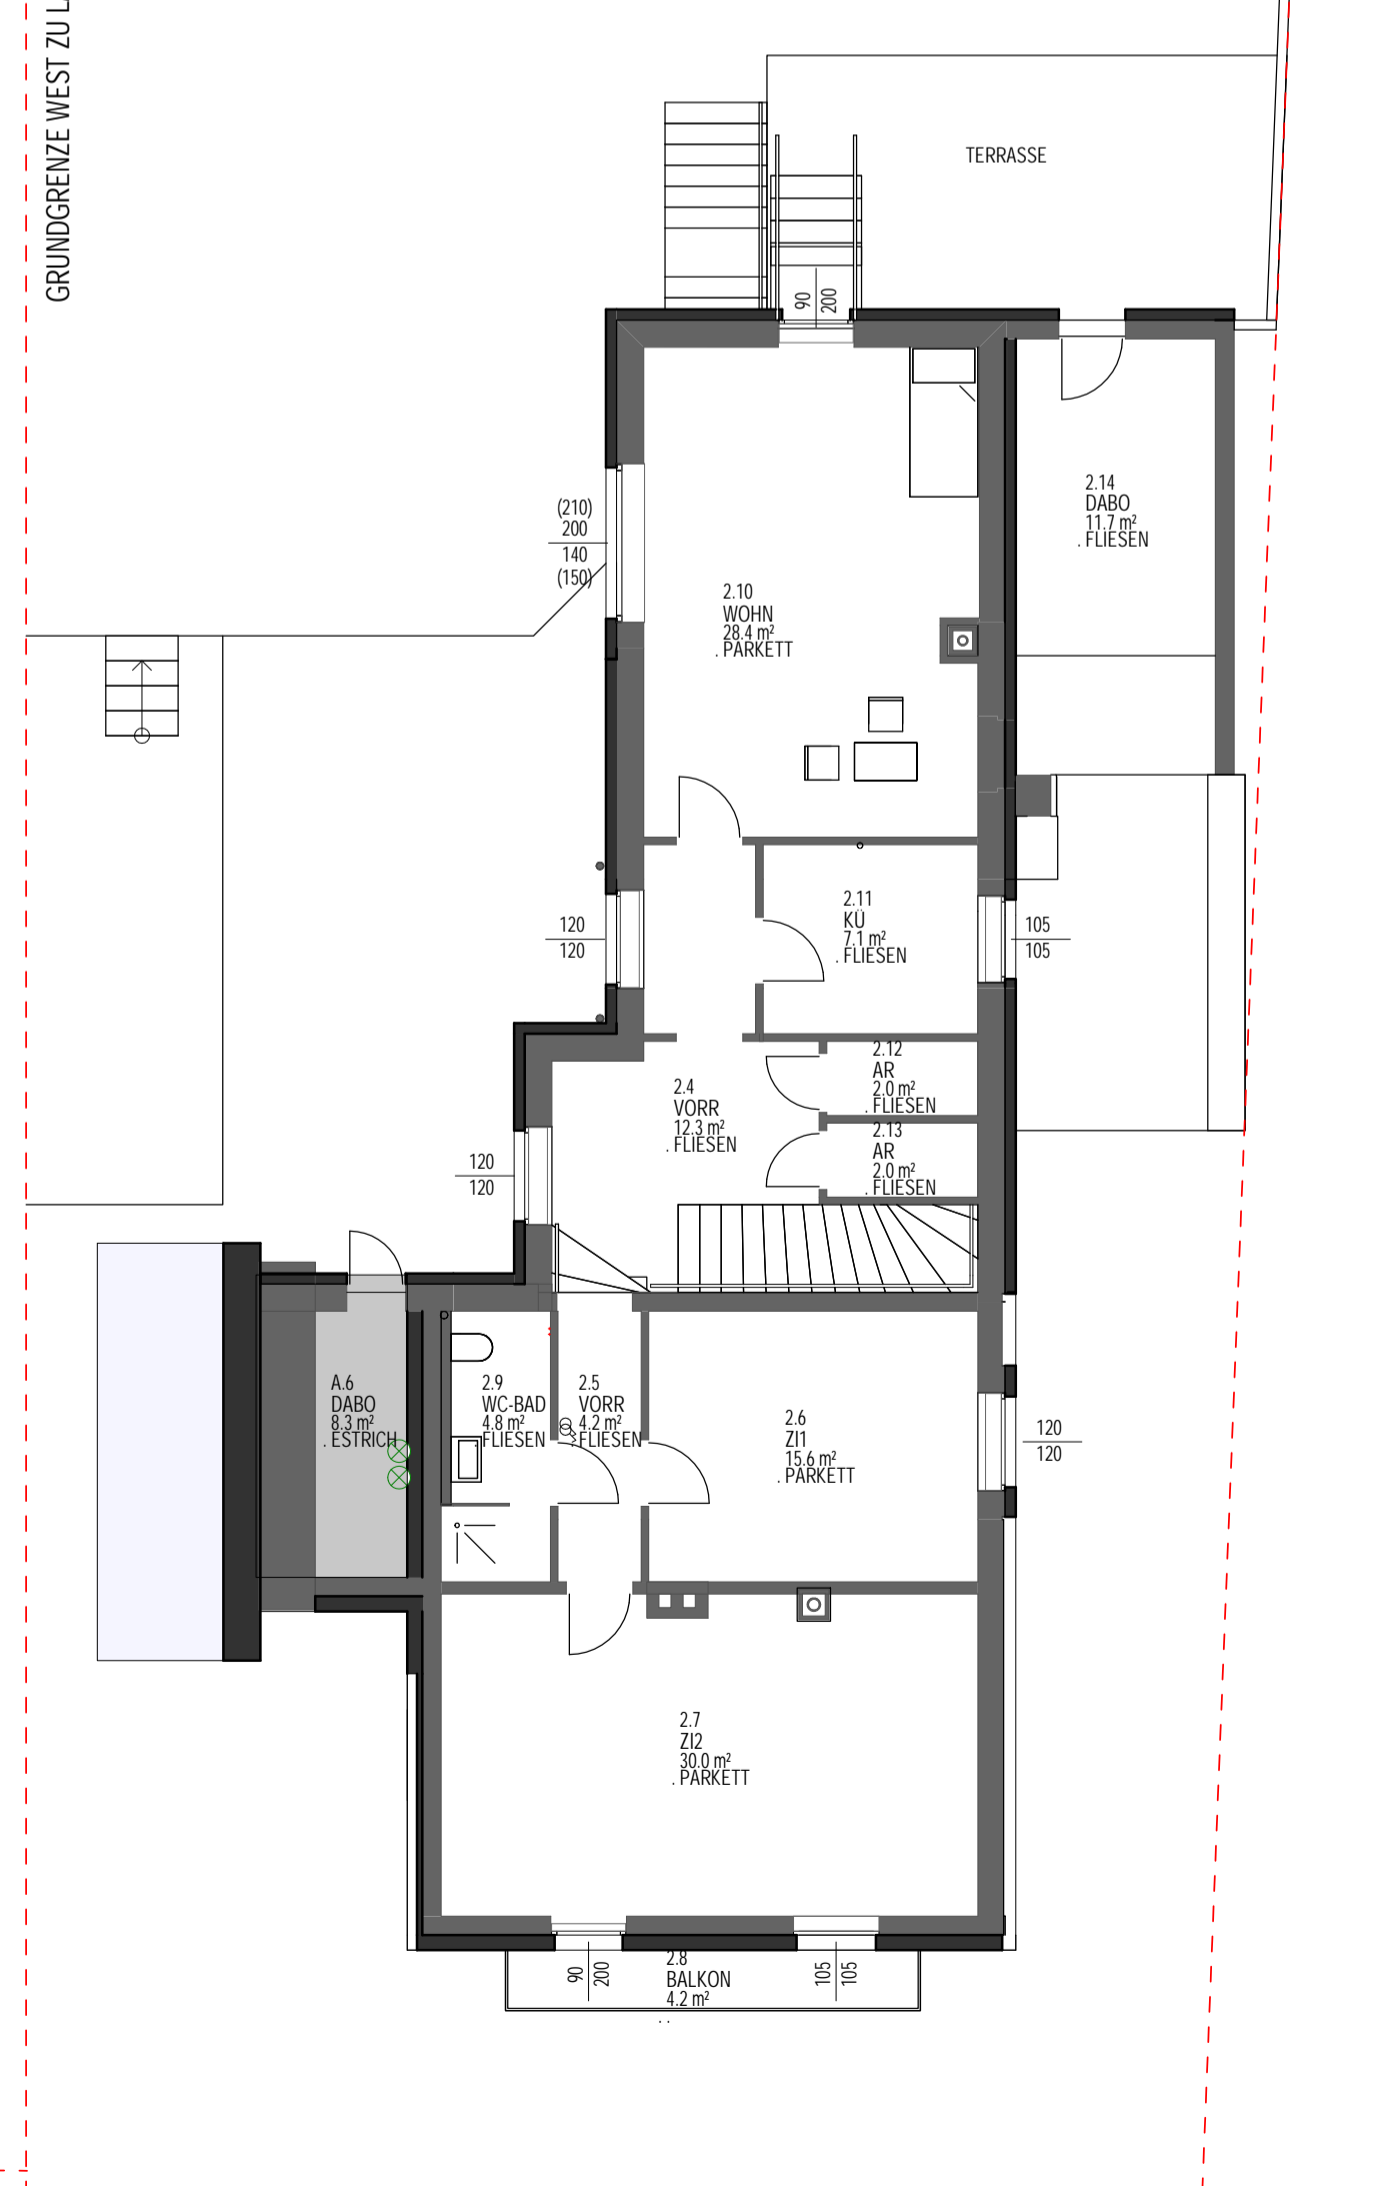 GRUNDGRENZE WEST ZU
TERRASSE
90
200
2.14
DABO
11.7 m²
. FLIESEN
(210)
200
140
(150)
2.10
WOHN
28.4 m²
. PARKETT
2.11
KÜ
7.1 m²
. FLIESEN
120
120
105
105
2.12
AR
2.0 m²
. FLIESEN
2.4
VORR
12.3 m²
. FLIESEN
2.13
AR
2.0 m²
. FLIESEN
120
120
A.6
DABO
8.3 m²
. ESTRICH
2.9
WC-BAD
4.8 m²
. FLIESEN
2.5
VORR
4.2 m²
. FLIESEN
2.6
ZI1
15.6 m²
. PARKETT
120
120
2.7
ZI2
30.0 m²
. PARKETT
90
200
2.8
BALKON
4.2 m²
. .
105
105